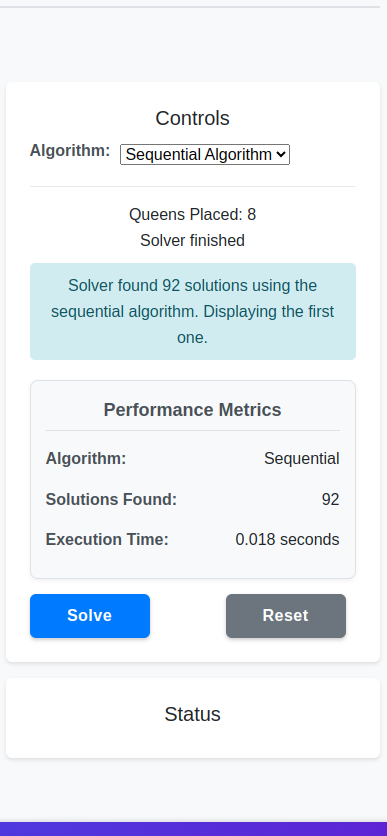 Controls
Algorithm: Sequential Algorithm
Queens Placed: 8
Solver finished
Solver found 92 solutions using the
sequential algorithm. Displaying the first
one.
Performance Metrics
Algorithm: Sequential
Solutions Found: 92
Execution Time: 0.018 seconds
Solve Reset
Status